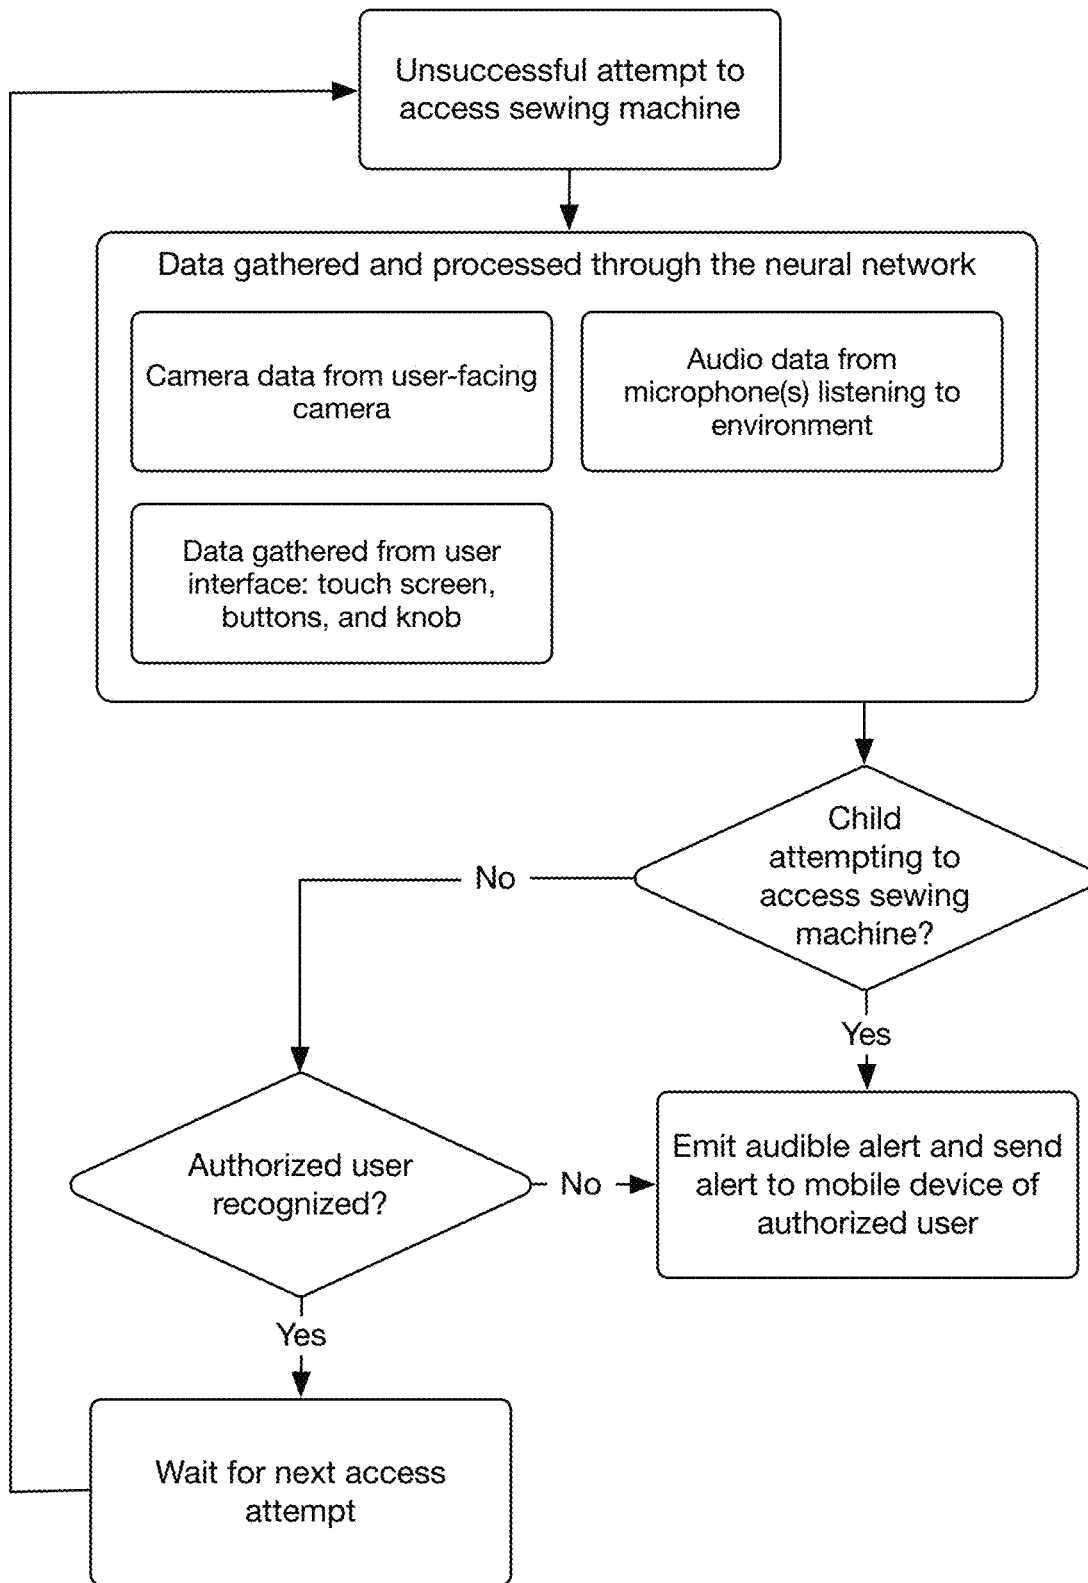 Unsuccessful attempt to
access sewing machine
Data gathered and processed through the neural network
Camera data from user-facing
camera
Audio data from
microphone(s) listening to
environment
Data gathered from user
interface: touch screen,
buttons, and knob
Child
attempting to
access sewing
machine?
No
Yes
Authorized user
recognized?
No
Emit audible alert and send
alert to mobile device of
authorized user
Yes
Wait for next access
attempt